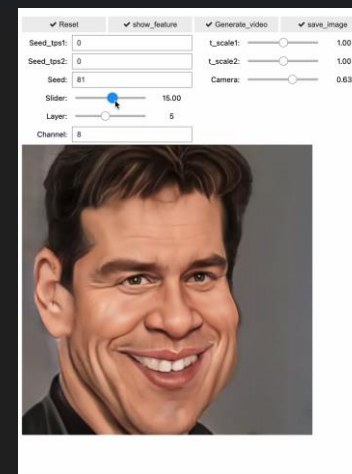 ✔ Reset ✔ show_feature ✔ Generate_video ✔ save_image
Seed_tps1: 0 t_scale1: 1.00
Seed_tps2: 0 t_scale2: 1.00
Seed: 81 Camera: 0.63
Slider: 15.00
Layer: 5
Channel: 8